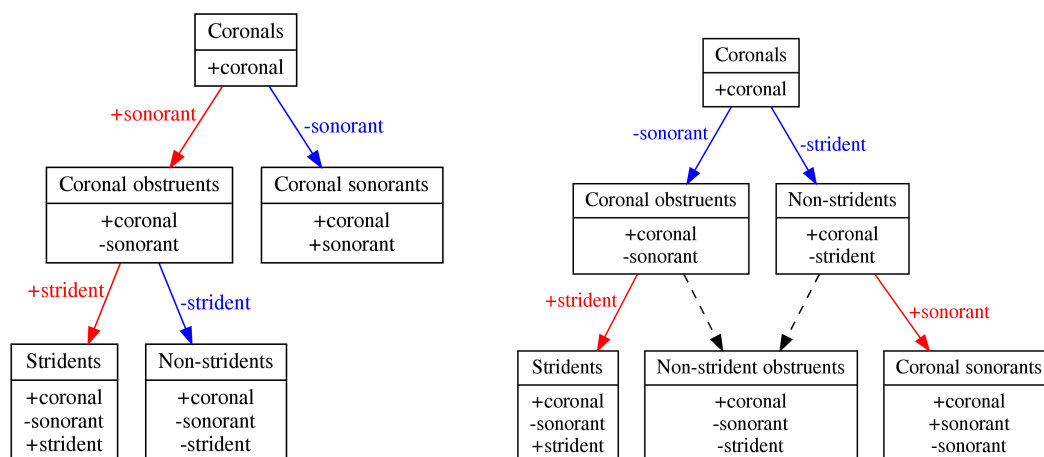 Coronals
+coronal
+sonorant
-sonorant
Coronal obstruents
+coronal
-sonorant
Coronal sonorants
+coronal
+sonorant
+strident
-strident
Stridents
+coronal
-sonorant
+strident
Non-stridents
+coronal
-sonorant
-strident
Coronals
+coronal
-sonorant
-strident
Coronal obstruents
+coronal
-sonorant
Non-stridents
+coronal
-strident
+strident
+sonorant
Stridents
+coronal
-sonorant
+strident
Non-strident obstruents
+coronal
-sonorant
-strident
Coronal sonorants
+coronal
+sonorant
-sonorant